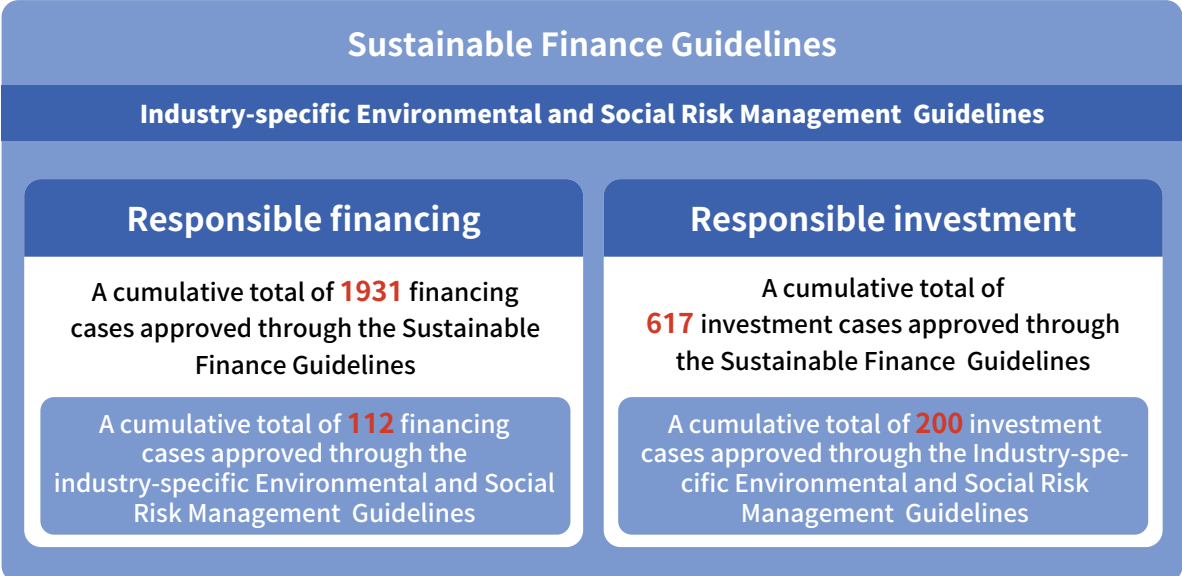 Sustainable Finance Guidelines
Industry-specific Environmental and Social Risk Management Guidelines
Responsible financing
A cumulative total of 1931 financing
cases approved through the Sustainable
Finance Guidelines
A cumulative total of 112 financing
cases approved through the
industry-specific Environmental and Social
Risk Management Guidelines
Responsible investment
A cumulative total of
617 investment cases approved through
the Sustainable Finance Guidelines
A cumulative total of 200 investment
cases approved through the Industry-spe-
cific Environmental and Social Risk
Management Guidelines